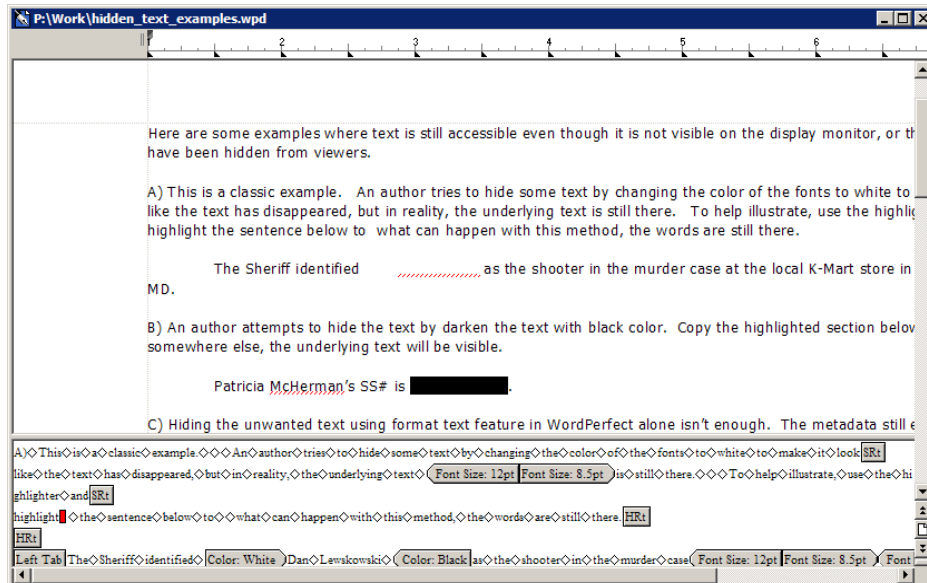 P:\Work\hidden_text_examples.wpd
1 2 3 4 5 6
Here are some examples where text is still accessible even though it is not visible on the display monitor, or th
have been hidden from viewers.
A) This is a classic example. An author tries to hide some text by changing the color of the fonts to white to
like the text has disappeared, but in reality, the underlying text is still there. To help illustrate, use the highlig
highlight the sentence below to what can happen with this method, the words are still there.
The Sheriff identified as the shooter in the murder case at the local K-Mart store in
MD.
B) An author attempts to hide the text by darken the text with black color. Copy the highlighted section below
somewhere else, the underlying text will be visible.
Patricia McHerman's SS# is .
C) Hiding the unwanted text using format text feature in WordPerfect alone isn't enough. The metadata still e
A)◇This◇is◇a◇classic◇example.◇◇◇An◇author◇tries◇to◇hide◇some◇text◇by◇changing◇the◇color◇of◇the◇fonts◇to◇white◇to◇make◇it◇look SRt
like◇the◇text◇has◇disappeared,◇but◇in◇reality,◇the◇underlying◇text◇ Font Size: 12pt Font Size: 8.5pt is◇still◇there.◇◇◇To◇help◇illustrate,◇use◇the◇hi
ghlighter◇and SRt
highlight ◇the◇sentence◇below◇to◇◇what◇can◇happen◇with◇this◇method,◇the◇words◇are◇still◇there. HRt
HRt
Left Tab The◇Sheriff◇identified◇ Color: White Dan◇Lewskowski◇ Color: Black as◇the◇shooter◇in◇the◇murder◇case Font Size: 12pt Font Size: 8.5pt Font